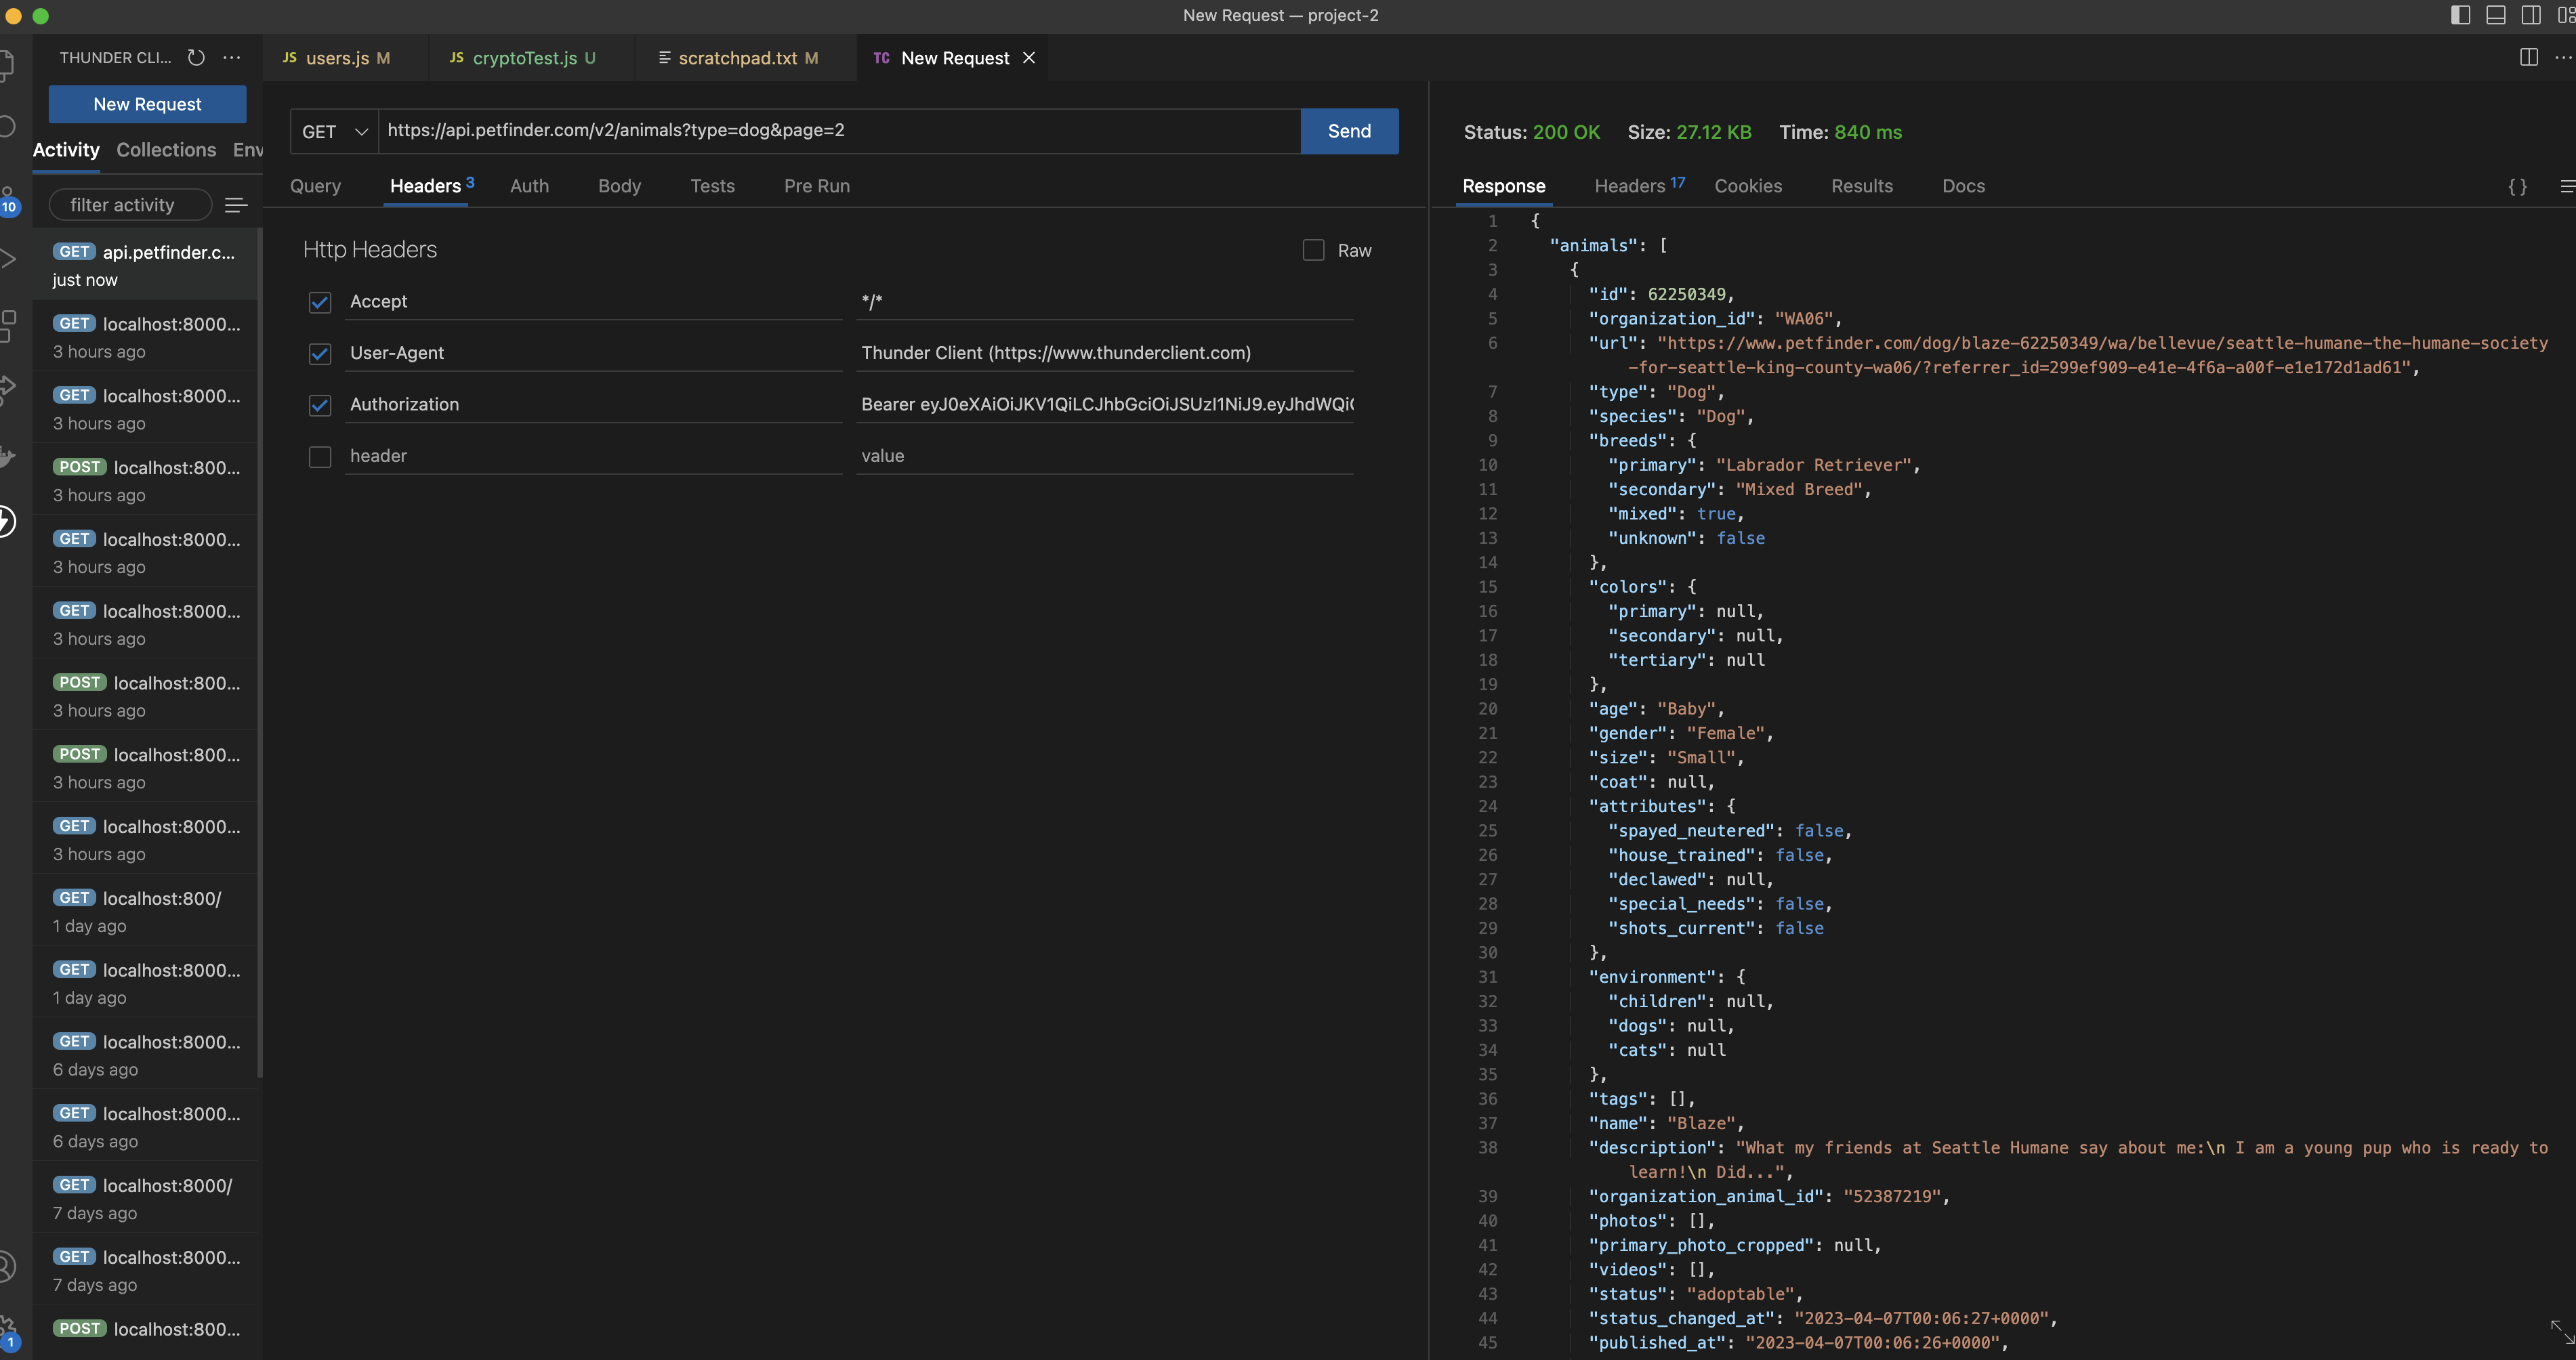 New Request — project-2
THUNDER CLI...
New Request
Activity Collections Env
filter activity
GET api.petfinder.c...
just now
GET localhost:8000...
3 hours ago
GET localhost:8000...
3 hours ago
POST localhost:800...
3 hours ago
GET localhost:8000...
3 hours ago
GET localhost:8000...
3 hours ago
POST localhost:800...
3 hours ago
POST localhost:800...
3 hours ago
GET localhost:8000...
3 hours ago
GET localhost:800/
1 day ago
GET localhost:8000...
1 day ago
GET localhost:8000...
6 days ago
GET localhost:8000...
6 days ago
GET localhost:8000/
7 days ago
GET localhost:8000...
7 days ago
POST localhost:800...
10
1
JS users.js M
JS cryptoTest.js U
scratchpad.txt M
TC New Request
GET https://api.petfinder.com/v2/animals?type=dog&page=2 Send
Query Headers 3 Auth Body Tests Pre Run
Http Headers Raw
Accept */*
User-Agent Thunder Client (https://www.thunderclient.com)
Authorization Bearer eyJ0eXAiOiJKV1QiLCJhbGciOiJSUzI1NiJ9.eyJhdWQi
header value
Status: 200 OK Size: 27.12 KB Time: 840 ms
Response Headers 17 Cookies Results Docs {}
1 {
2 "animals": [
3 {
4 "id": 62250349,
5 "organization_id": "WA06",
6 "url": "https://www.petfinder.com/dog/blaze-62250349/wa/bellevue/seattle-humane-the-humane-society
-for-seattle-king-county-wa06/?referrer_id=299ef909-e41e-4f6a-a00f-e1e172d1ad61",
7 "type": "Dog",
8 "species": "Dog",
9 "breeds": {
10 "primary": "Labrador Retriever",
11 "secondary": "Mixed Breed",
12 "mixed": true,
13 "unknown": false
14 },
15 "colors": {
16 "primary": null,
17 "secondary": null,
18 "tertiary": null
19 },
20 "age": "Baby",
21 "gender": "Female",
22 "size": "Small",
23 "coat": null,
24 "attributes": {
25 "spayed_neutered": false,
26 "house_trained": false,
27 "declawed": null,
28 "special_needs": false,
29 "shots_current": false
30 },
31 "environment": {
32 "children": null,
33 "dogs": null,
34 "cats": null
35 },
36 "tags": [],
37 "name": "Blaze",
38 "description": "What my friends at Seattle Humane say about me:\n I am a young pup who is ready to
learn!\n Did...",
39 "organization_animal_id": "52387219",
40 "photos": [],
41 "primary_photo_cropped": null,
42 "videos": [],
43 "status": "adoptable",
44 "status_changed_at": "2023-04-07T00:06:27+0000",
45 "published_at": "2023-04-07T00:06:26+0000",